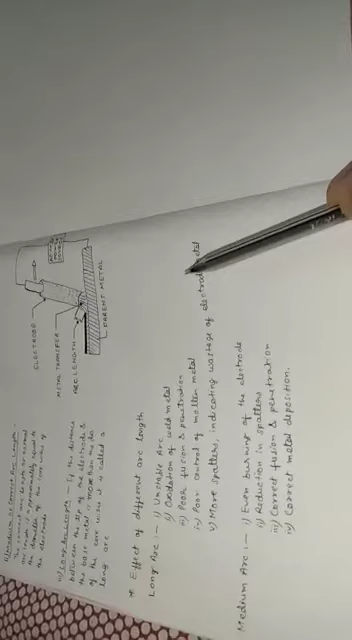 i) Medium or Correct Arc Length :-
The correct arc length or normal
arc length is approximately equal to
the diameter of the core wire of
the electrode
iii) Long Arc Length - If the distance
between the tip of the electrode &
the base metal is more than the dia
of the core wire it is called a
long arc
ELECTRODE
METAL TRANSFER
ARC LENGTH
PARENT METAL
* Effect of different arc length
Long Arc :- i) Unstable Arc
ii) Oxidation of weld metal
iii) Poor fusion & penetration
iv) Poor control of molten metal
v) More spatters, indicating wastage of electrode metal
Medium Arc :- i) Even burning of the electrode
ii) Reduction in spatters
iii) Correct fusion & penetration
iv) Correct metal deposition.